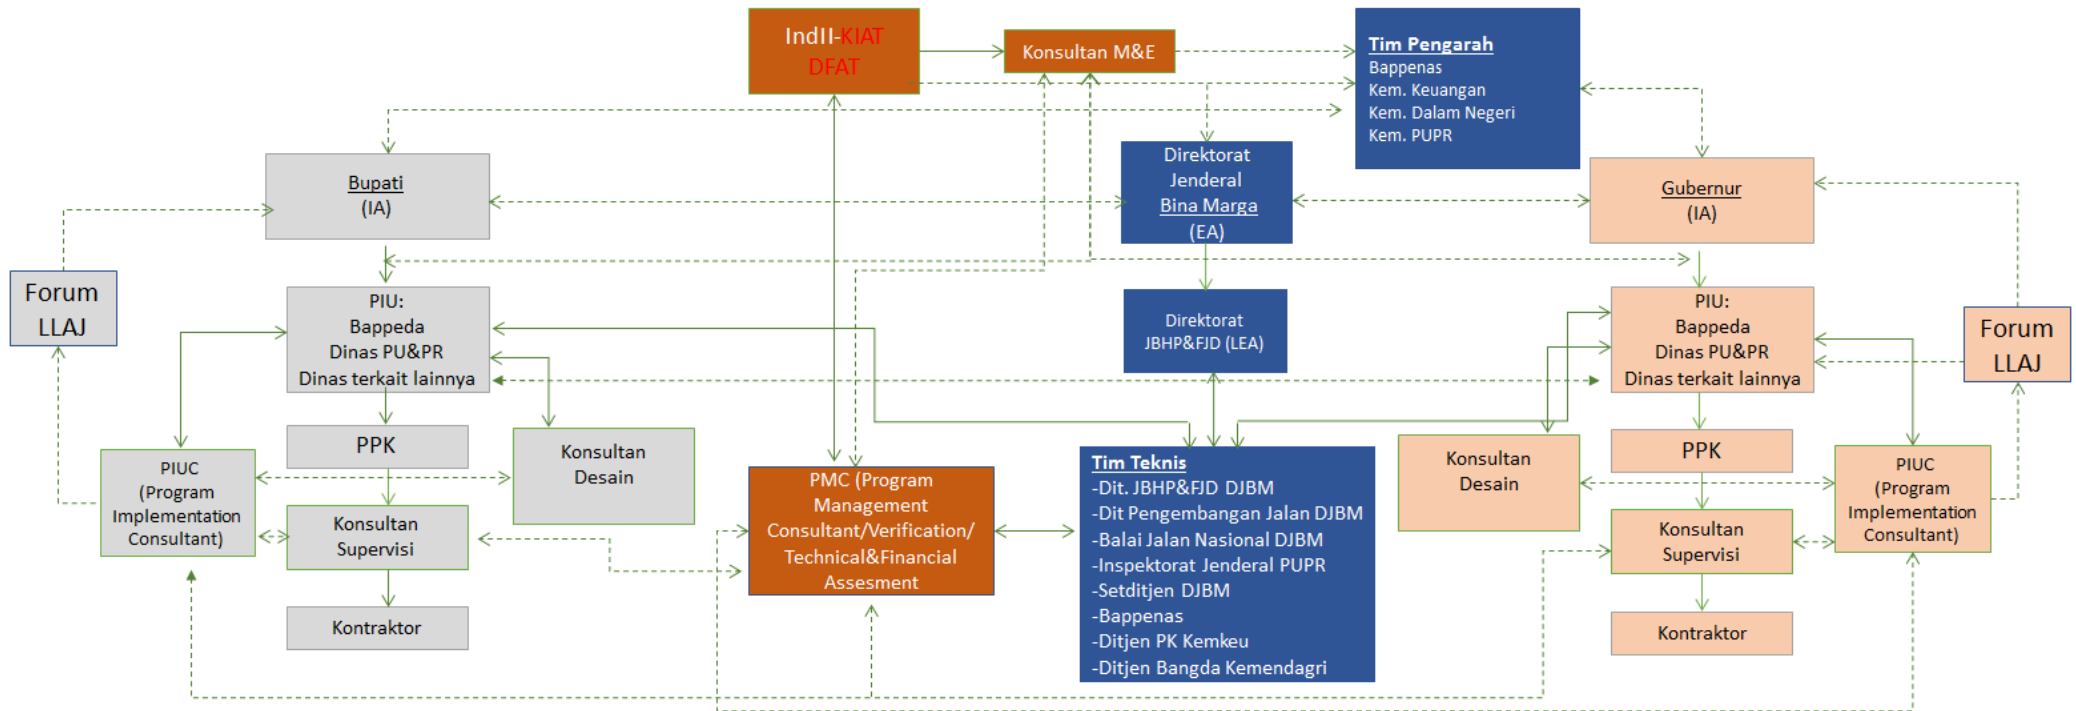 IndII-KIAT
DFAT
Konsultan M&E
Tim Pengarah
Bappenas
Kem. Keuangan
Kem. Dalam Negeri
Kem. PUPR
Bupati
(IA)
Direktorat
Jenderal
Bina Marga
(EA)
Gubernur
(IA)
Forum
LLAJ
PIU:
Bappeda
Dinas PU&PR
Dinas terkait lainnya
Direktorat
JBHP&FJD (LEA)
PIU:
Bappeda
Dinas PU&PR
Dinas terkait lainnya
Forum
LLAJ
PPK
Konsultan
Desain
PIUC
(Program
Implementation
Consultant)
Konsultan
Supervisi
Kontraktor
PMC (Program
Management
Consultant/Verification/
Technical&Financial
Assesment
Tim Teknis
-Dit. JBHP&FJD DJBM
-Dit Pengembangan Jalan DJBM
-Balai Jalan Nasional DJBM
-Inspektorat Jenderal PUPR
-Setditjen DJBM
-Bappenas
-Ditjen PK Kemkeu
-Ditjen Bangda Kemendagri
Konsultan
Desain
PPK
PIUC
(Program
Implementation
Consultant)
Konsultan
Supervisi
Kontraktor